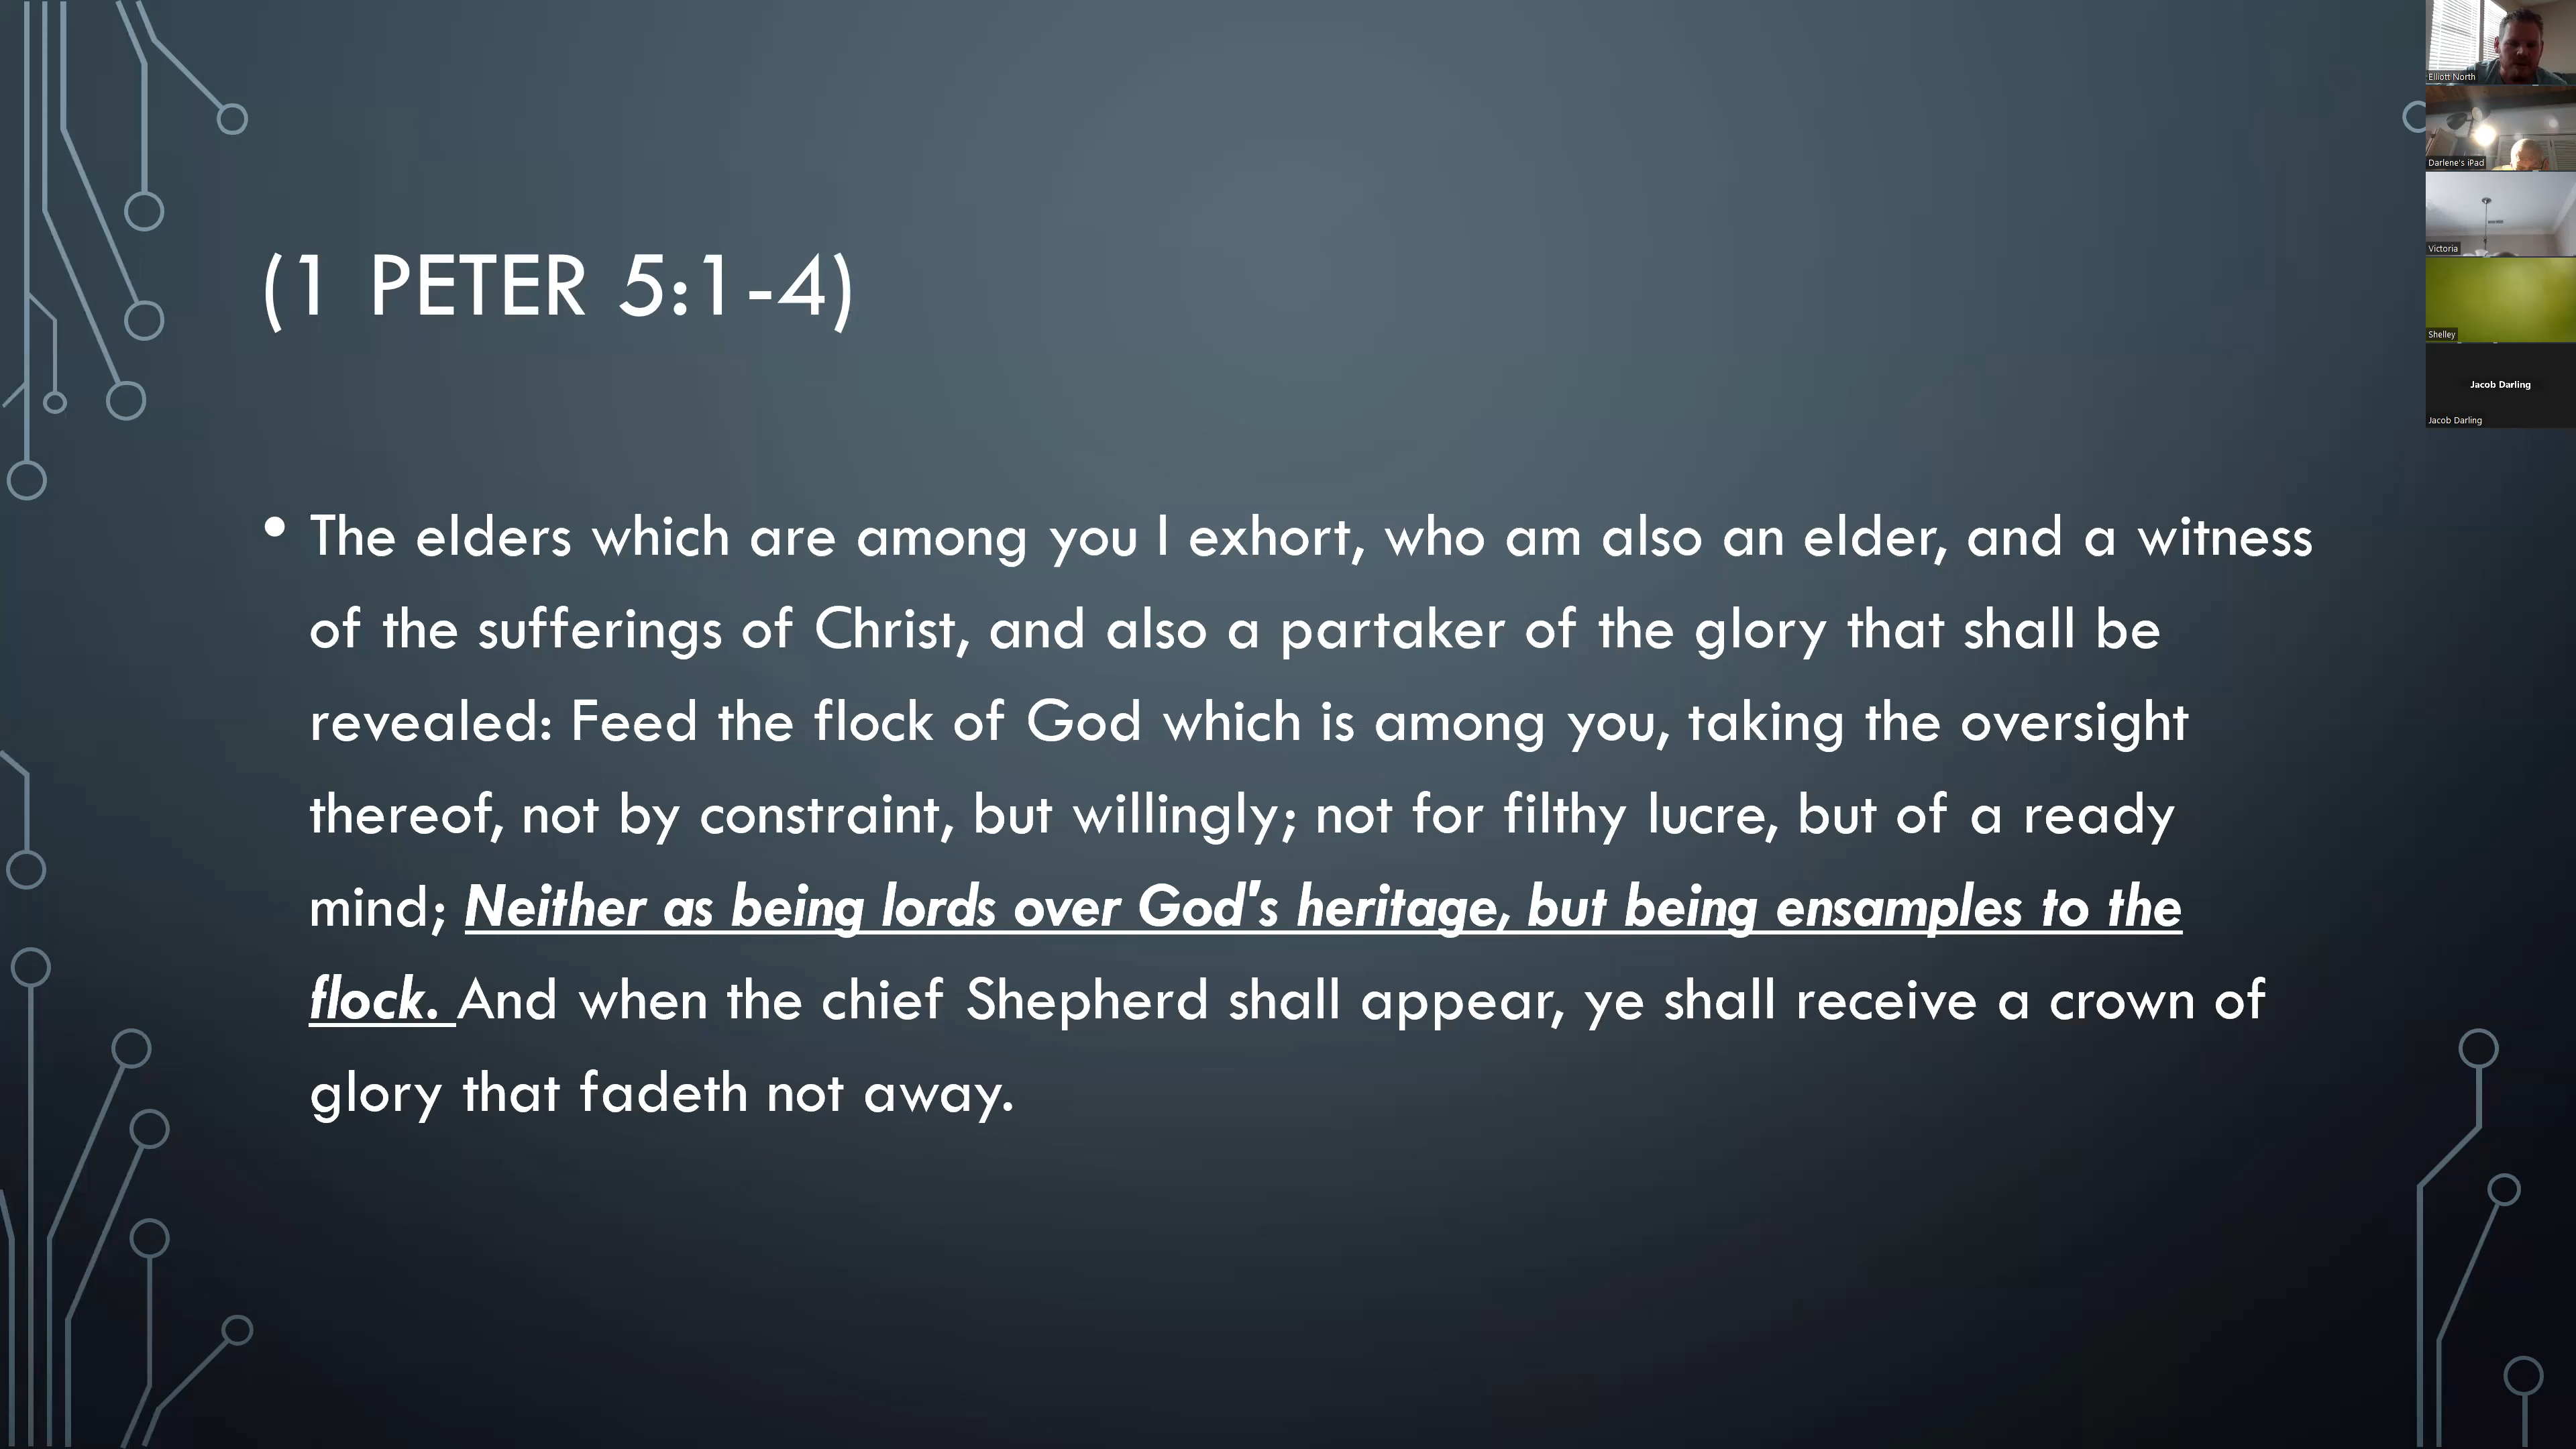 (1 PETER 5:1-4)
• The elders which are among you I exhort, who am also an elder, and a witness
of the sufferings of Christ, and also a partaker of the glory that shall be
revealed: Feed the flock of God which is among you, taking the oversight
thereof, not by constraint, but willingly; not for filthy lucre, but of a ready
mind; Neither as being lords over God's heritage, but being ensamples to the
flock. And when the chief Shepherd shall appear, ye shall receive a crown of
glory that fadeth not away.
Elliott North
Darlene's iPad
Victoria
Shelley
Jacob Darling
Jacob Darling